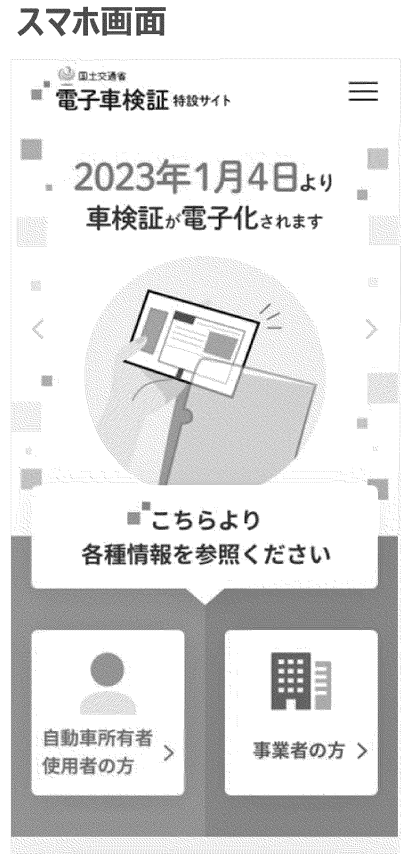 スマホ画面
国土交通省
電子車検証 特設サイト
2023年1月4日より
車検証が電子化されます
こちらより
各種情報を参照ください
自動車所有者
使用者の方
事業者の方